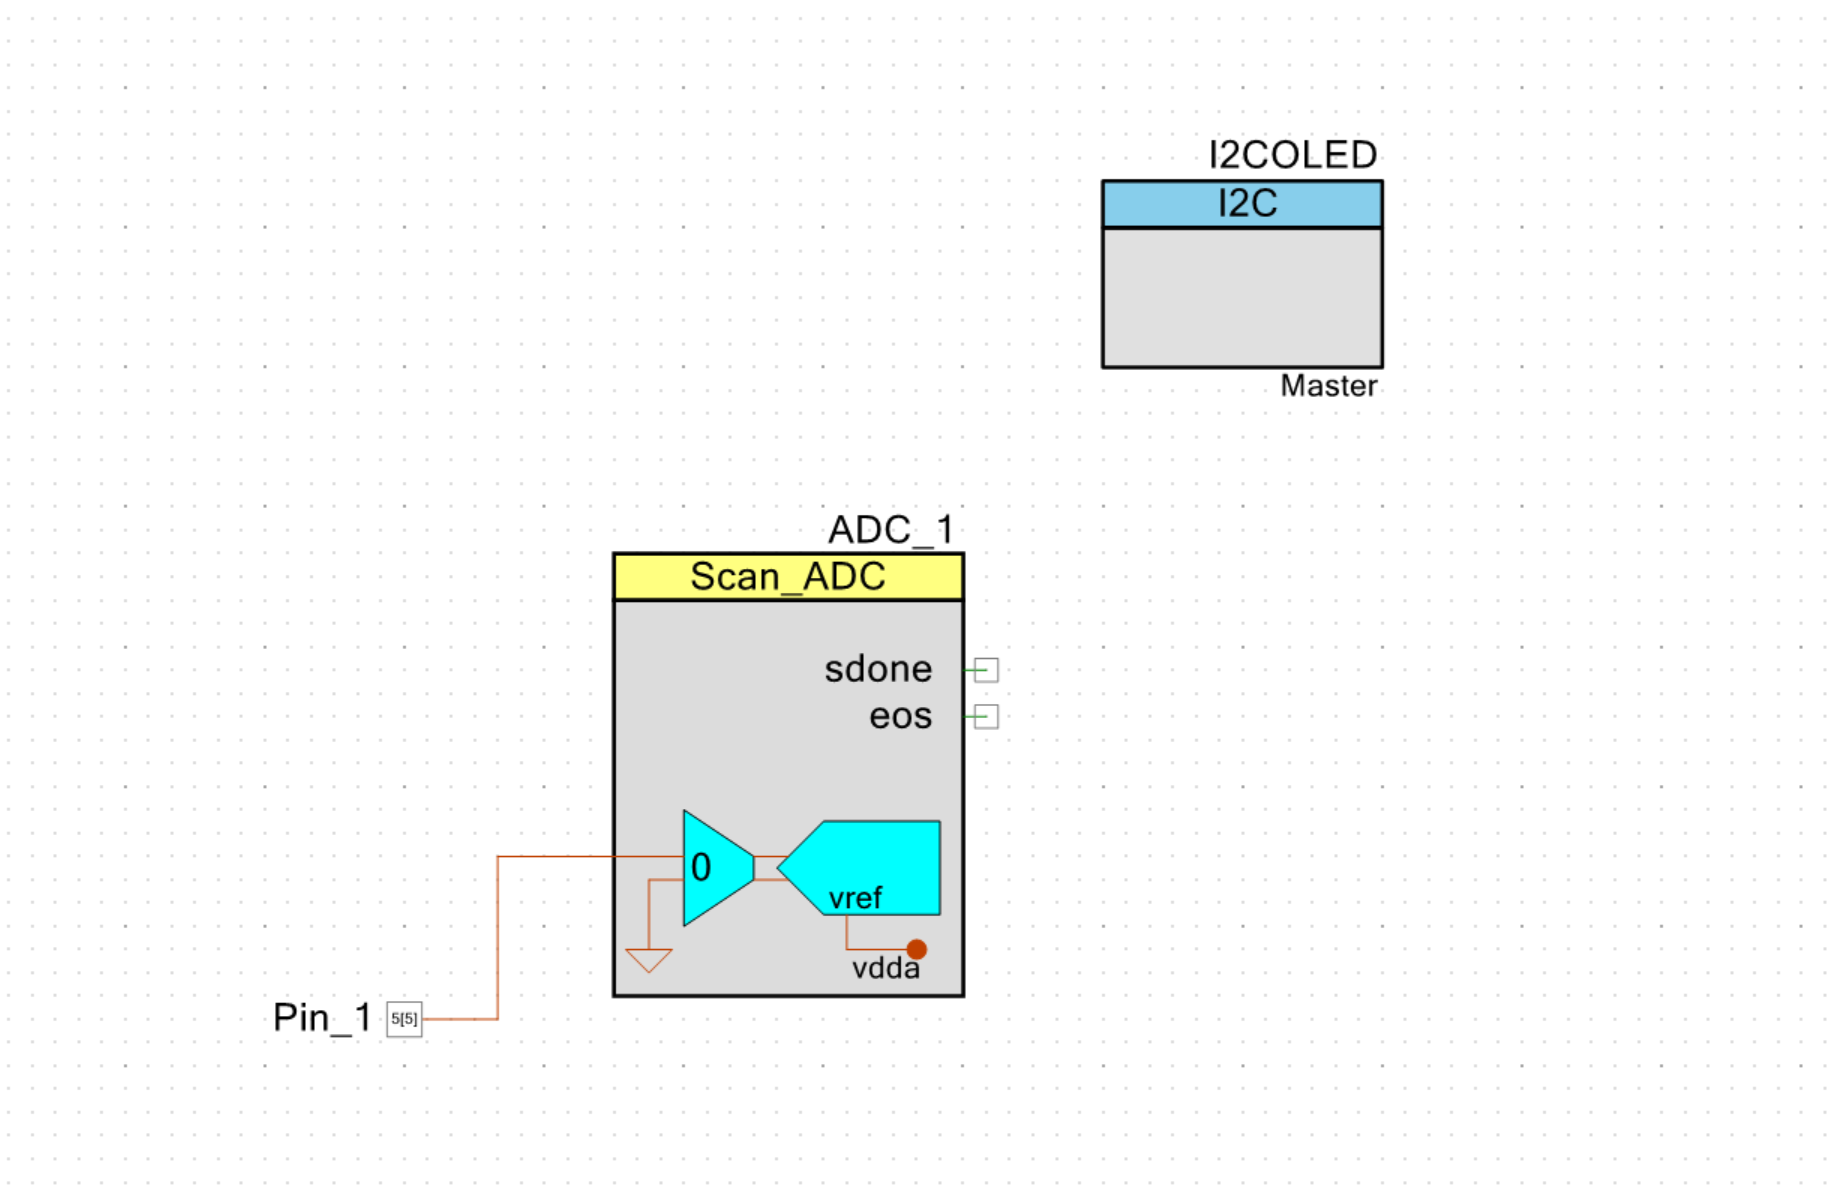 I2COLED
I2C
Master
ADC_1
Scan_ADC
sdone
eos
0
vref
vdda
Pin_1 5[5]